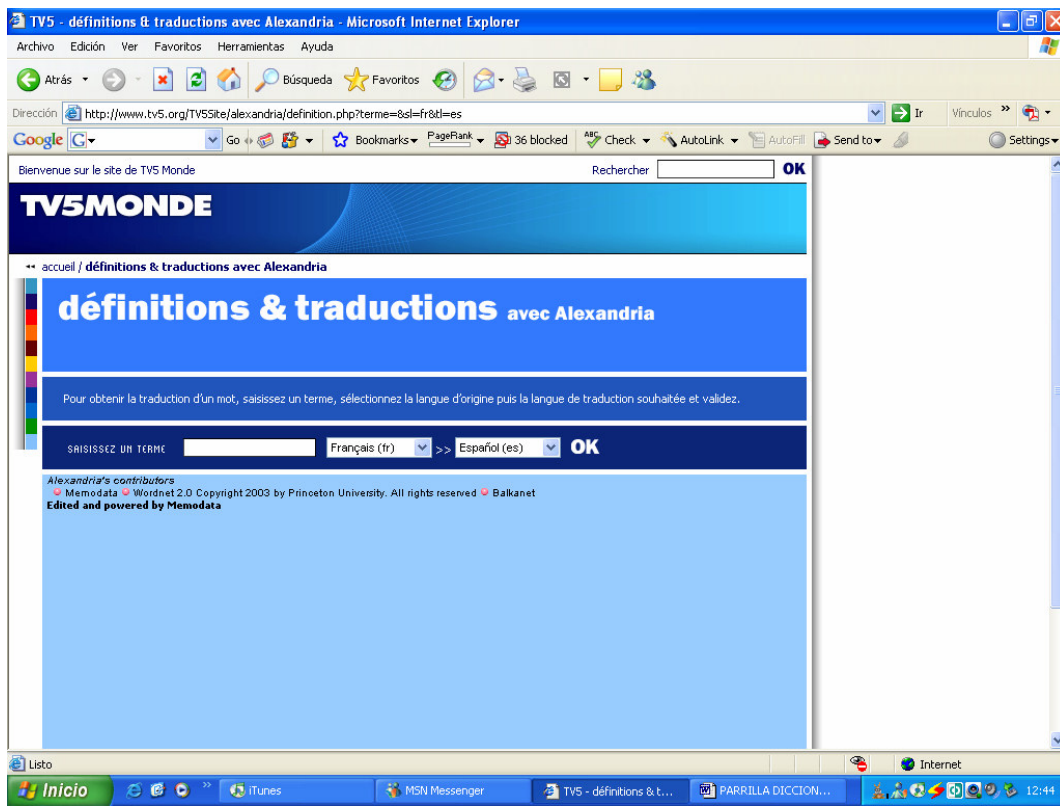 TV5 - définitions & traductions avec Alexandria - Microsoft Internet Explorer
Archivo Edición Ver Favoritos Herramientas Ayuda
Atrás Búsqueda Favoritos
Dirección http://www.tv5.org/TV5Site/alexandria/definition.php?terme=&sl=fr&tl=es Ir Vínculos »
Google G Go Bookmarks PageRank 36 blocked ABC Check AutoLink AutoFill Send to Settings
Bienvenue sur le site de TV5 Monde Rechercher OK
TV5MONDE
accueil / définitions & traductions avec Alexandria
définitions & traductions avec Alexandria
Pour obtenir la traduction d'un mot, saisissez un terme, sélectionnez la langue d'origine puis la langue de traduction souhaitée et validez.
SAISISSEZ UN TERME Français (fr) >> Español (es) OK
Alexandria's contributors
Memodata Wordnet 2.0 Copyright 2003 by Princeton University. All rights reserved Balkanet
Edited and powered by Memodata
Listo Internet
Inicio » iTunes MSN Messenger TV5 - définitions & t... PARRILLA DICCION... 12:44